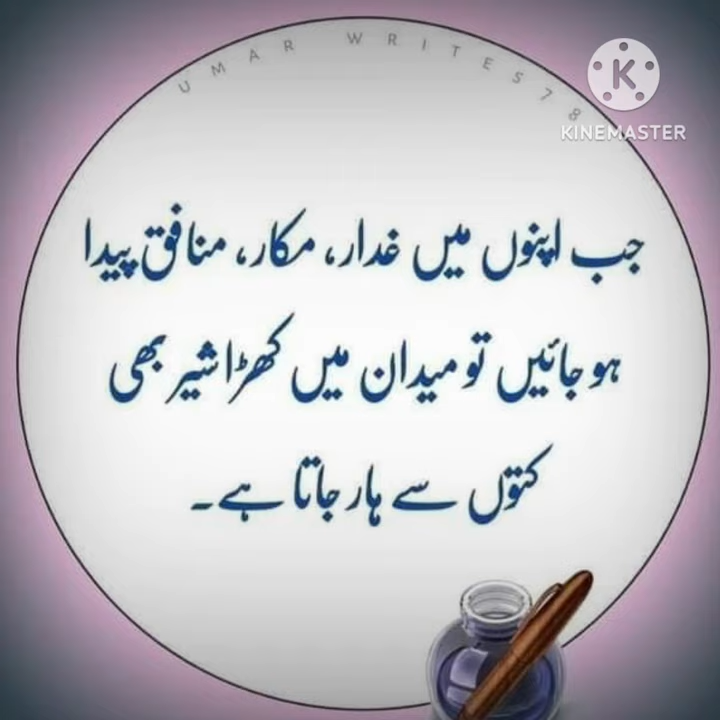 UMAR WRITES78
K
KINEMASTER
جب اپنوں میں غدار، مکار، منافق پیدا
ہو جائیں تو میدان میں کھڑا شیر بھی
کتوں سے ہار جاتا ہے۔